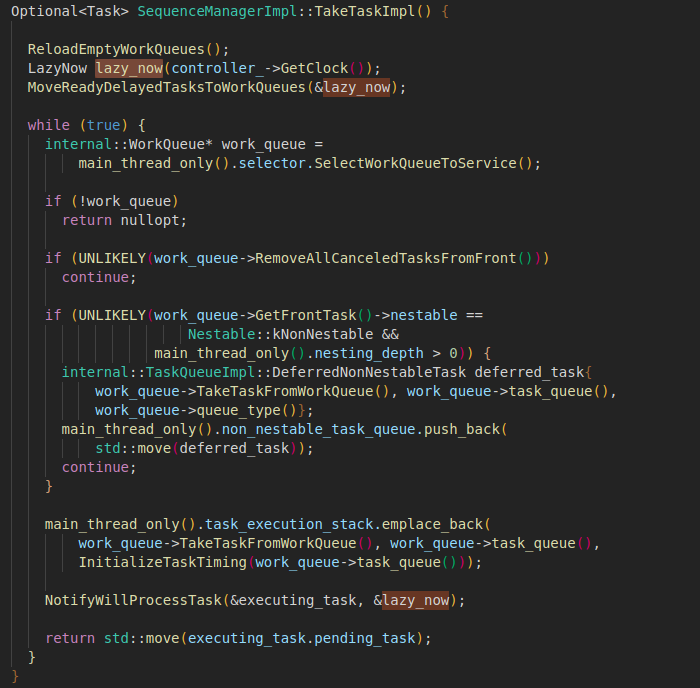 Optional<Task> SequenceManagerImpl::TakeTaskImpl() {
ReloadEmptyWorkQueues();
LazyNow lazy_now(controller_->GetClock());
MoveReadyDelayedTasksToWorkQueues(&lazy_now);
while (true) {
internal::WorkQueue* work_queue =
main_thread_only().selector.SelectWorkQueueToService();
if (!work_queue)
return nullopt;
if (UNLIKELY(work_queue->RemoveAllCanceledTasksFromFront()))
continue;
if (UNLIKELY(work_queue->GetFrontTask()->nestable ==
Nestable::kNonNestable &&
main_thread_only().nesting_depth > 0)) {
internal::TaskQueueImpl::DeferredNonNestableTask deferred_task{
work_queue->TakeTaskFromWorkQueue(), work_queue->task_queue(),
work_queue->queue_type()};
main_thread_only().non_nestable_task_queue.push_back(
std::move(deferred_task));
continue;
}
main_thread_only().task_execution_stack.emplace_back(
work_queue->TakeTaskFromWorkQueue(), work_queue->task_queue(),
InitializeTaskTiming(work_queue->task_queue()));
NotifyWillProcessTask(&executing_task, &lazy_now);
return std::move(executing_task.pending_task);
}
}